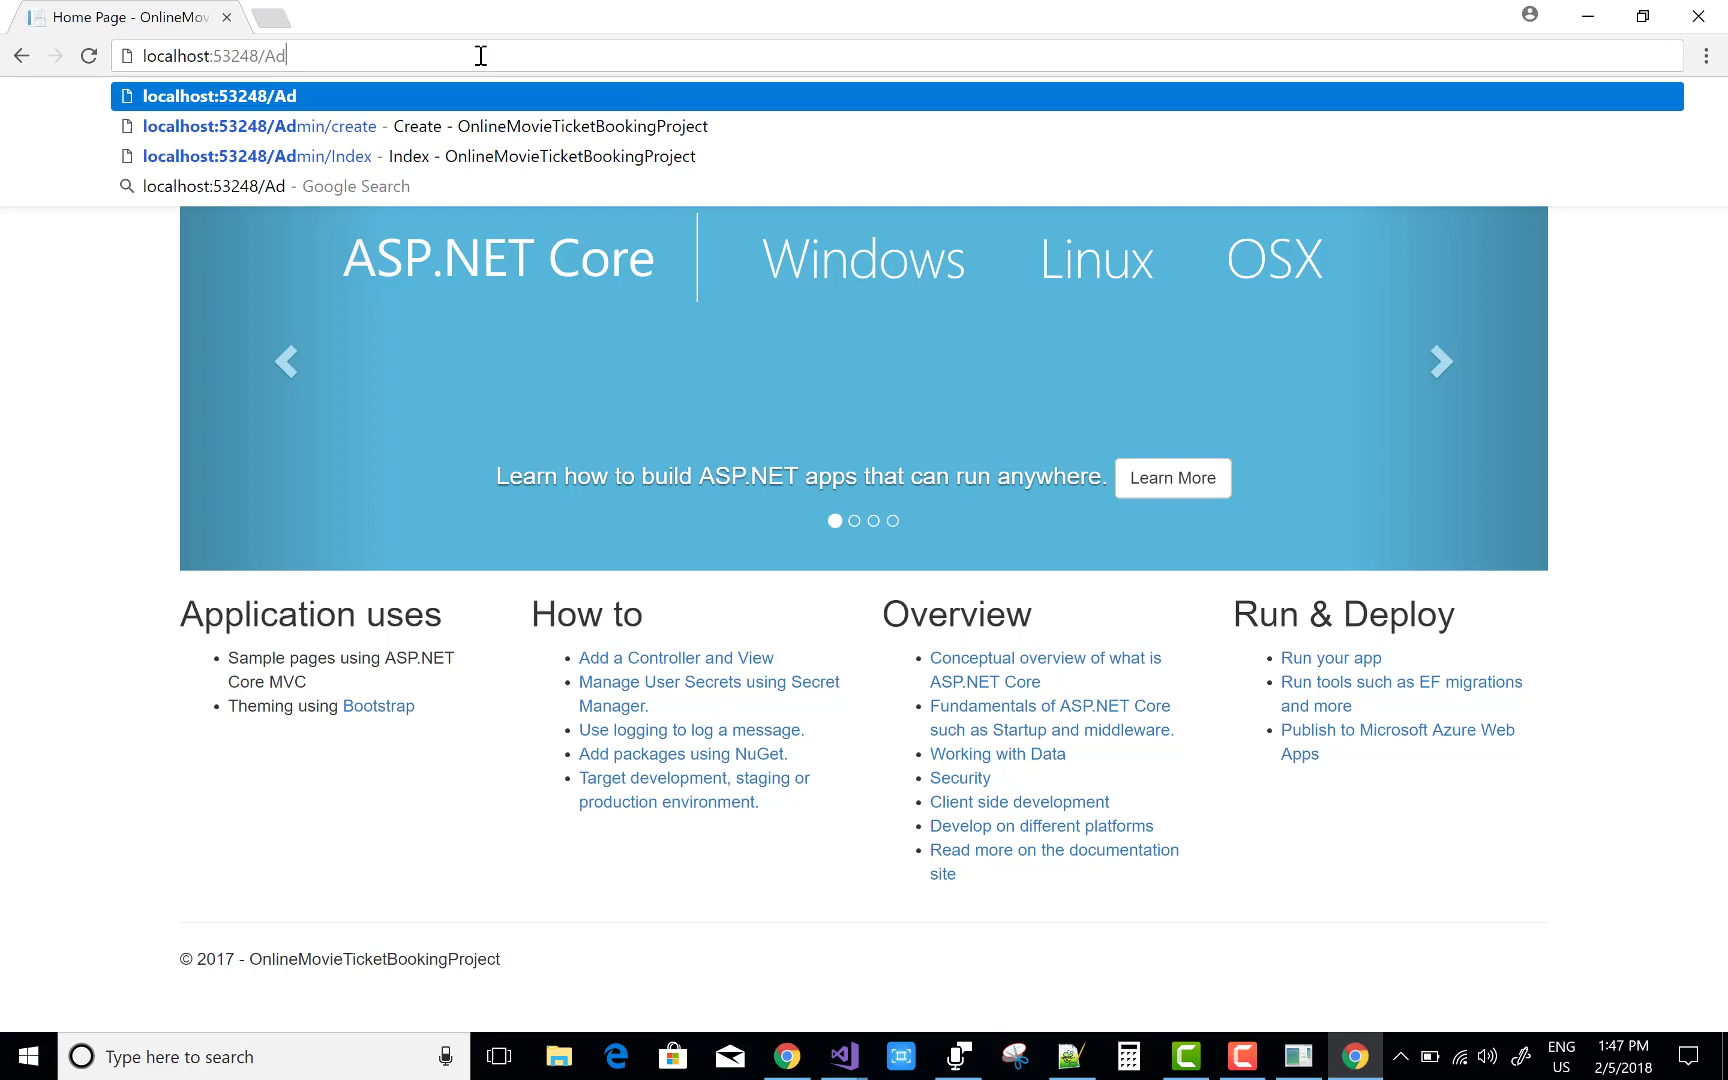 Home Page - OnlineMov
localhost:53248/Ad
localhost:53248/Ad
localhost:53248/Admin/create - Create - OnlineMovieTicketBookingProject
localhost:53248/Admin/Index - Index - OnlineMovieTicketBookingProject
localhost:53248/Ad - Google Search
ASP.NET Core Windows Linux OSX
Learn how to build ASP.NET apps that can run anywhere. Learn More
Application uses
Sample pages using ASP.NET
Core MVC
Theming using Bootstrap
How to
Add a Controller and View
Manage User Secrets using Secret
Manager.
Use logging to log a message.
Add packages using NuGet.
Target development, staging or
production environment.
Overview
Conceptual overview of what is
ASP.NET Core
Fundamentals of ASP.NET Core
such as Startup and middleware.
Working with Data
Security
Client side development
Develop on different platforms
Read more on the documentation
site
Run & Deploy
Run your app
Run tools such as EF migrations
and more
Publish to Microsoft Azure Web
Apps
© 2017 - OnlineMovieTicketBookingProject
Type here to search
ENG
US
1:47 PM
2/5/2018